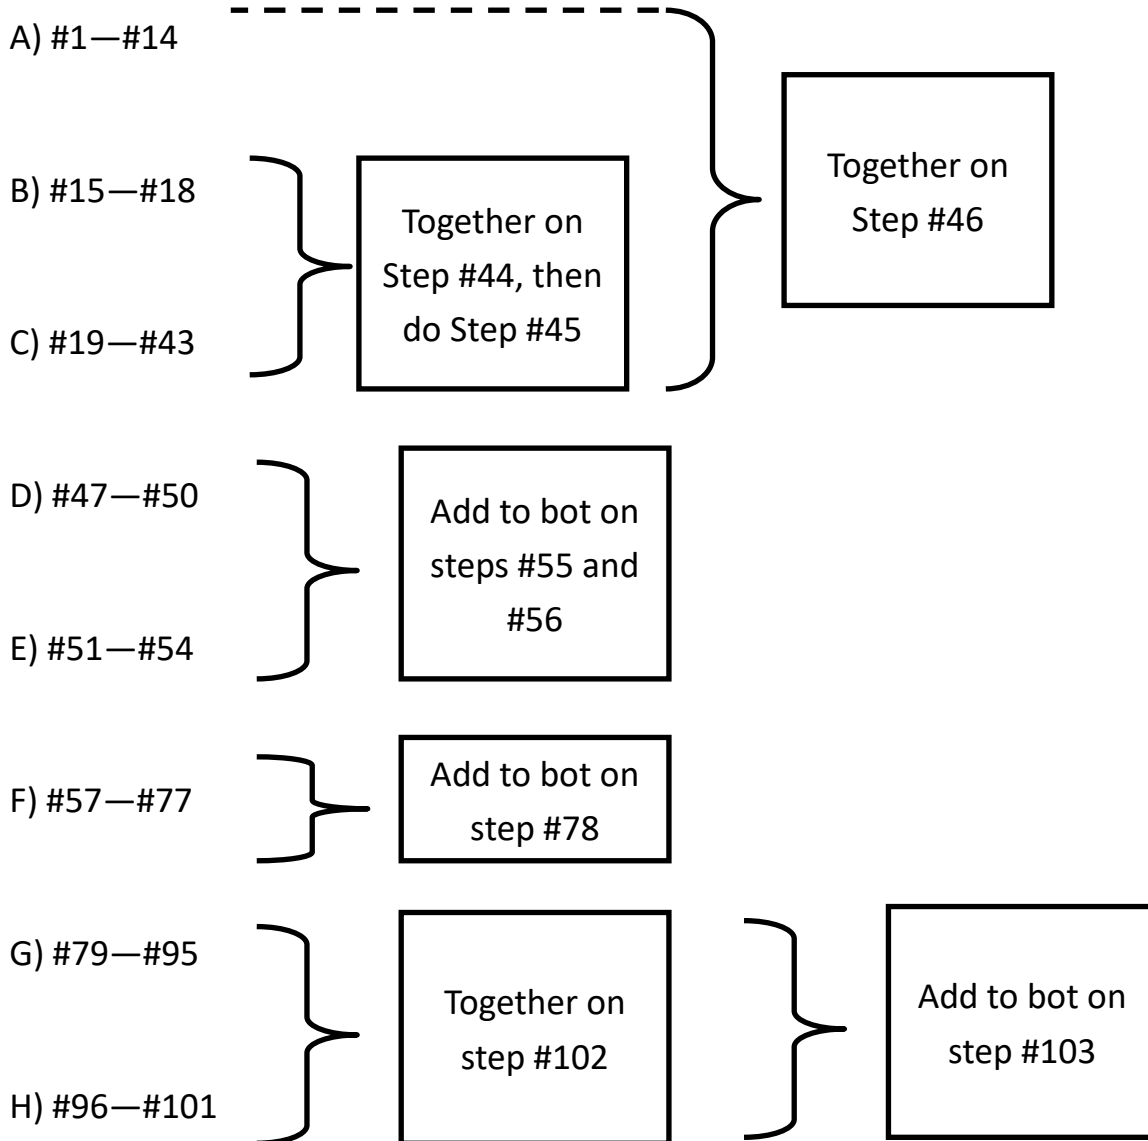 A) #1—#14
B) #15—#18
C) #19—#43
Together on
Step #44, then
do Step #45
Together on
Step #46
D) #47—#50
E) #51—#54
Add to bot on
steps #55 and
#56
F) #57—#77
Add to bot on
step #78
G) #79—#95
H) #96—#101
Together on
step #102
Add to bot on
step #103